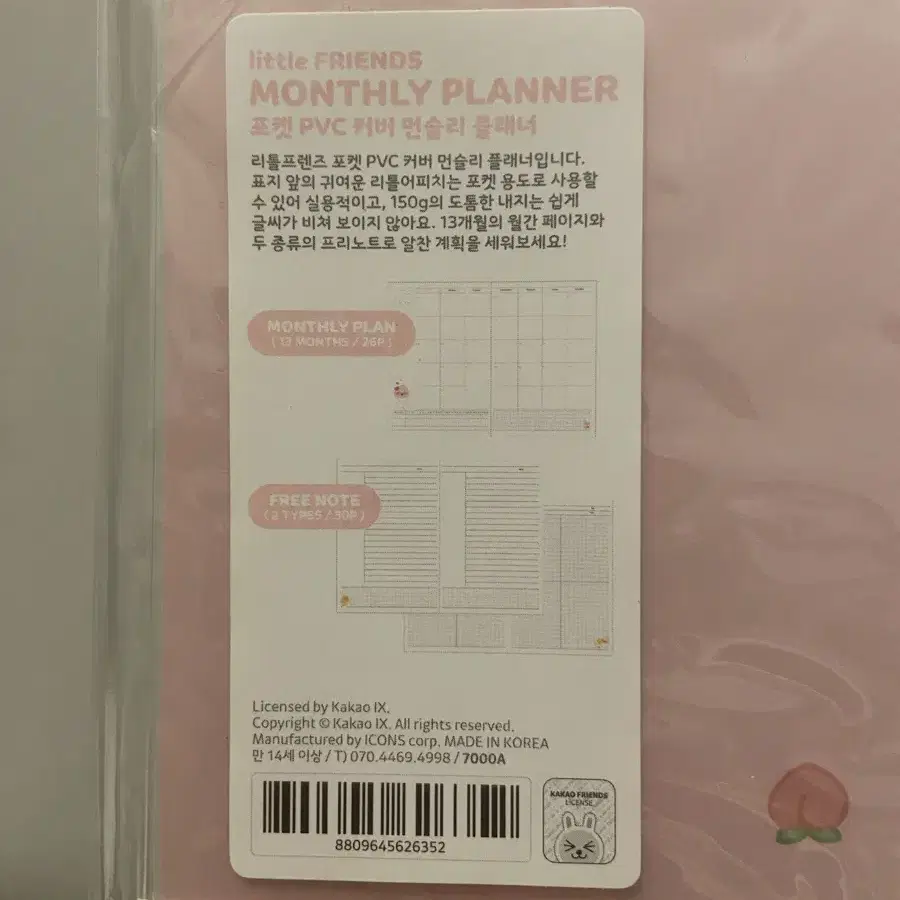 little FRIENDS
MONTHLY PLANNER
포켓 PVC 커버 먼슬리 플래너
리틀프렌즈 포켓 PVC 커버 먼슬리 플래너입니다.
표지 앞의 귀여운 리틀어피치는 포켓 용도로 사용할
수 있어 실용적이고, 150g의 도톰한 내지는 쉽게
글씨가 비쳐 보이지 않아요. 13개월의 월간 페이지와
두 종류의 프리노트로 알찬 계획을 세워보세요!
MONTHLY PLAN
( 13 MONTHS / 26P )
FREE NOTE
( 2 TYPES / 30P )
Licensed by Kakao IX.
Copyright © Kakao IX. All rights reserved.
Manufactured by ICONS corp. MADE IN KOREA
만 14세 이상 / T) 070.4469.4998 / 7000A
8809645626352
KAKAO FRIENDS
LICENSE